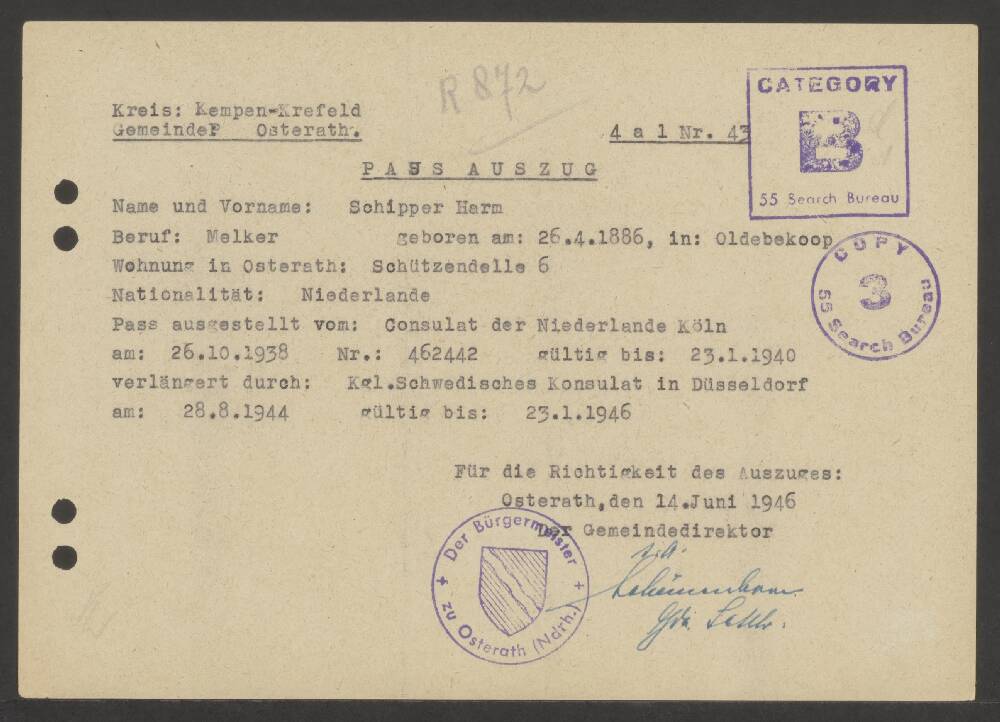 R 872
Kreis: Kempen-Krefeld
GemeindeP Osterath.
4 a 1 Nr. 43
CATEGORY
B
55 Search Bureau
PASS AUSZUG
Name und Vorname: Schipper Harm
Beruf: Melker geboren am: 26.4.1886, in: Oldebekoop
Wohnung in Osterath: Schützendelle 6
COPY
3
55 Search Bureau
Nationalität: Niederlande
Pass ausgestellt vom: Consulat der Niederlande Köln
am: 26.10.1938 Nr.: 462442 gültig bis: 23.1.1940
verlängert durch: Kgl.Schwedisches Konsulat in Düsseldorf
am: 28.8.1944 gültig bis: 23.1.1946
Für die Richtigkeit des Auszuges:
Osterath,den 14.Juni 1946
Der Gemeindedirektor
Der Bürgermeister
zu Osterath (Ndrh.)